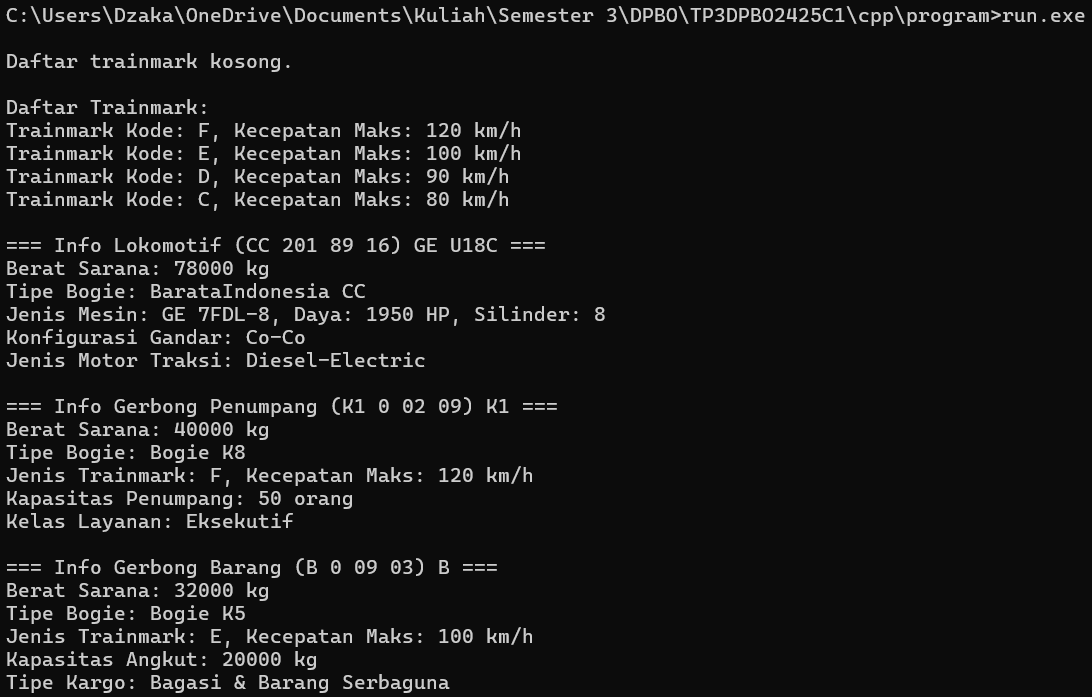 C:\Users\Dzaka\OneDrive\Documents\Kuliah\Semester 3\DPBO\TP3DPBO2425C1\cpp\program>run.exe
Daftar trainmark kosong.
Daftar Trainmark:
Trainmark Kode: F, Kecepatan Maks: 120 km/h
Trainmark Kode: E, Kecepatan Maks: 100 km/h
Trainmark Kode: D, Kecepatan Maks: 90 km/h
Trainmark Kode: C, Kecepatan Maks: 80 km/h
=== Info Lokomotif (CC 201 89 16) GE U18C ===
Berat Sarana: 78000 kg
Tipe Bogie: BarataIndonesia CC
Jenis Mesin: GE 7FDL-8, Daya: 1950 HP, Silinder: 8
Konfigurasi Gandar: Co-Co
Jenis Motor Traksi: Diesel-Electric
=== Info Gerbong Penumpang (K1 0 02 09) K1 ===
Berat Sarana: 40000 kg
Tipe Bogie: Bogie K8
Jenis Trainmark: F, Kecepatan Maks: 120 km/h
Kapasitas Penumpang: 50 orang
Kelas Layanan: Eksekutif
=== Info Gerbong Barang (B 0 09 03) B ===
Berat Sarana: 32000 kg
Tipe Bogie: Bogie K5
Jenis Trainmark: E, Kecepatan Maks: 100 km/h
Kapasitas Angkut: 20000 kg
Tipe Kargo: Bagasi & Barang Serbaguna